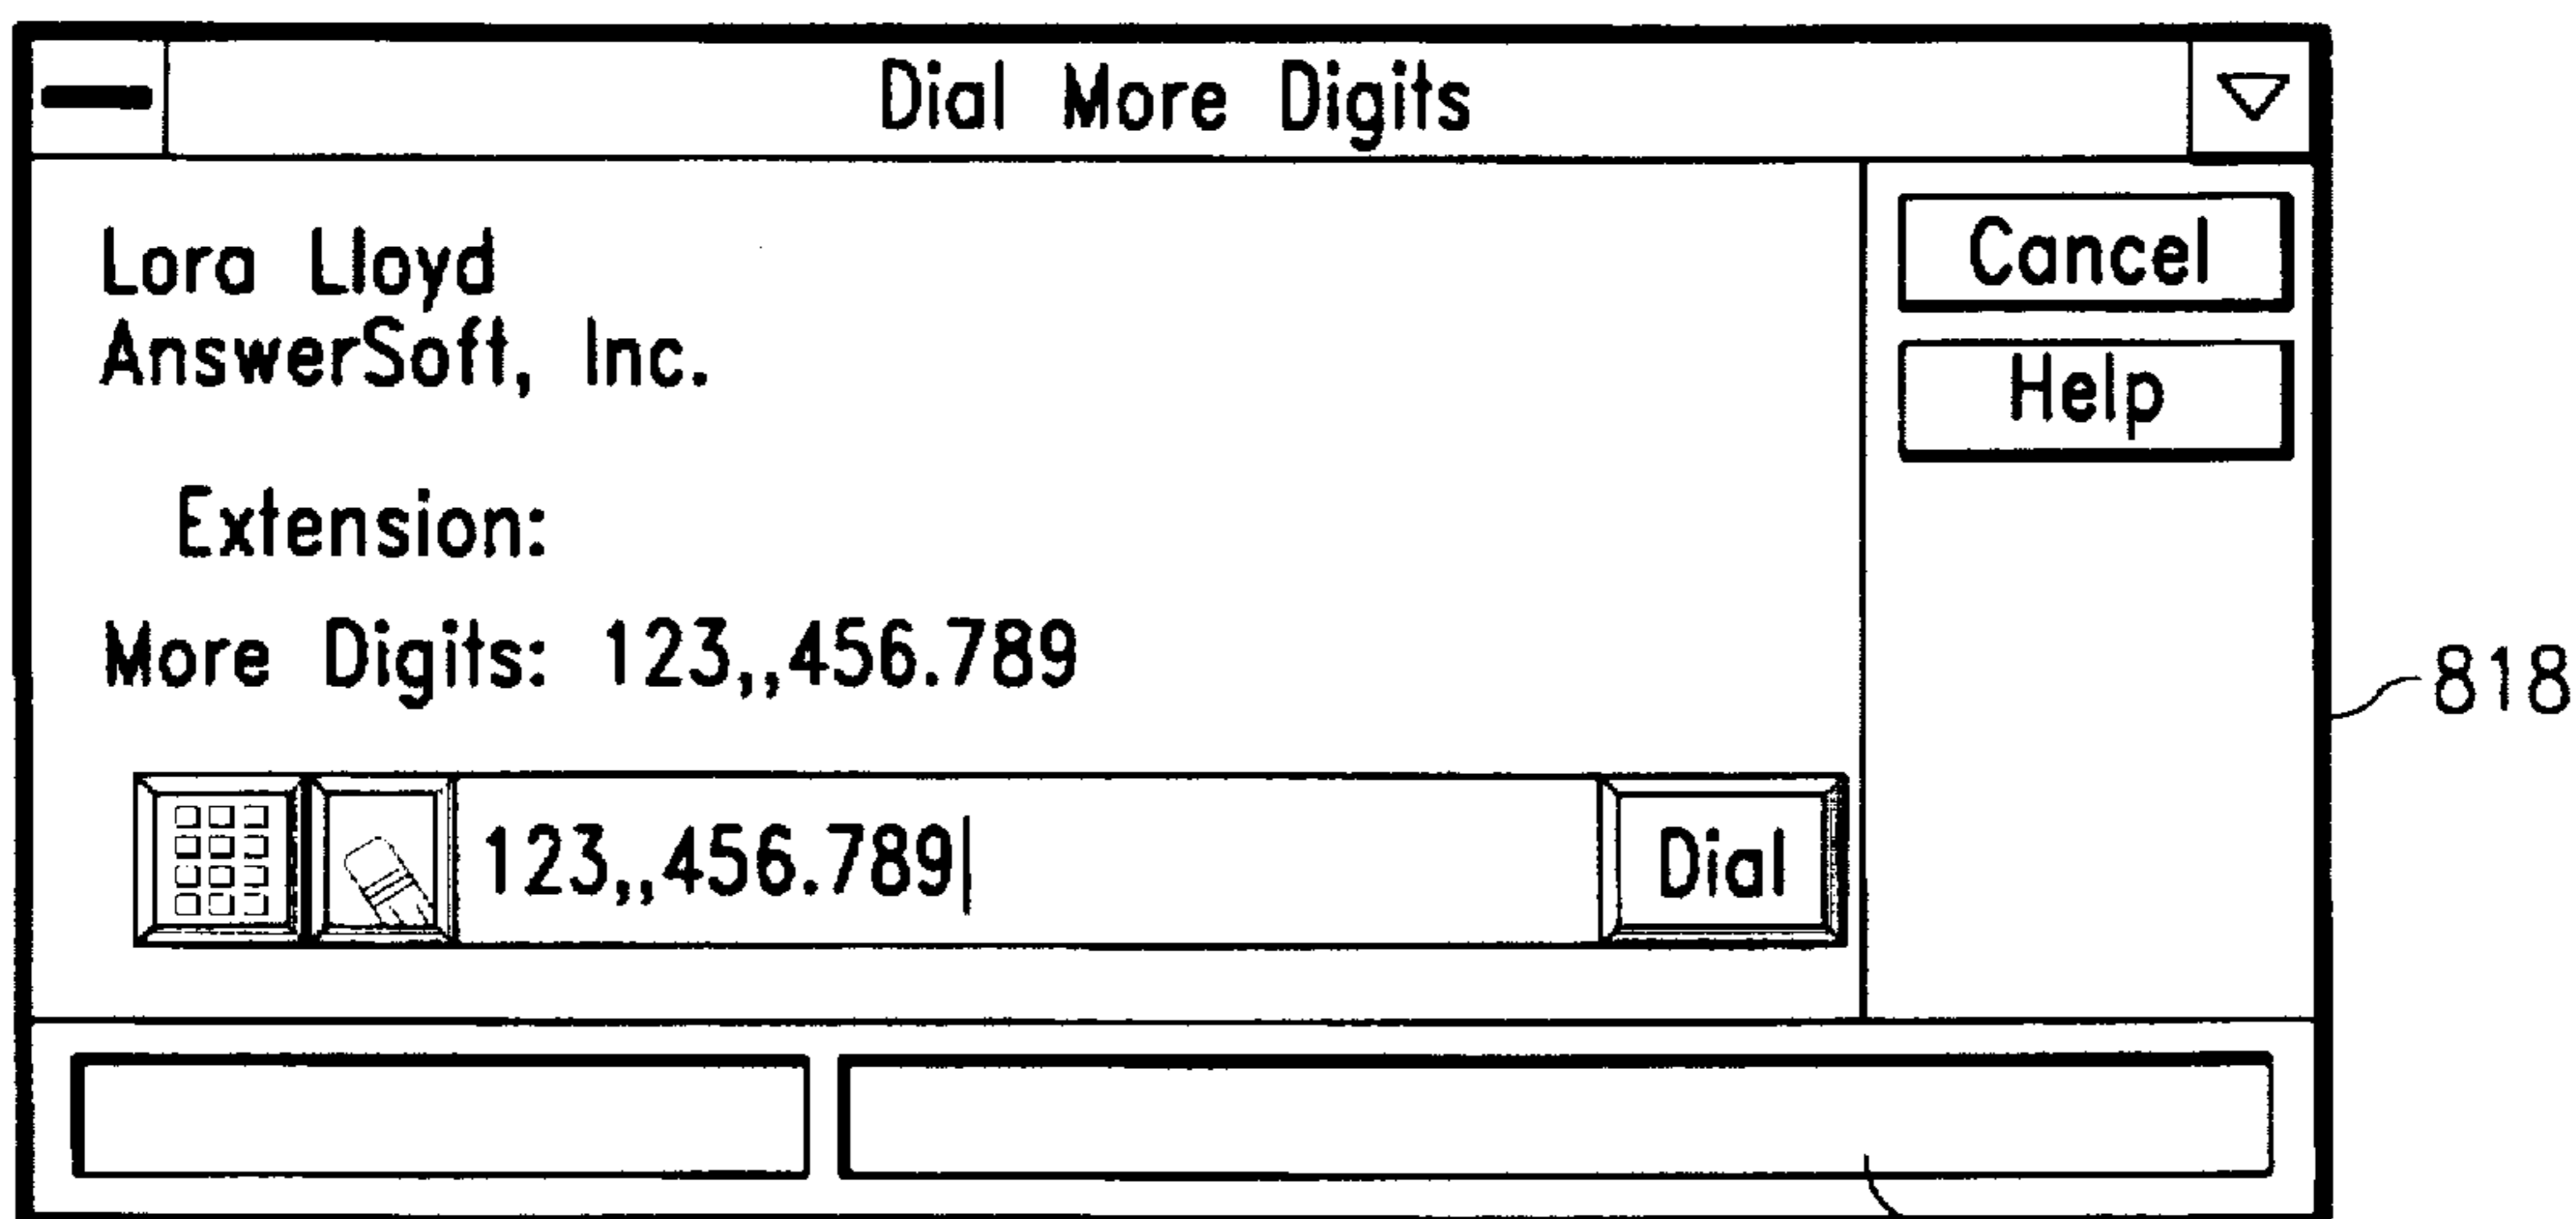 Dial More Digits
Lora Lloyd
AnswerSoft, Inc.
Cancel
Help
Extension:
More Digits: 123,,456.789
818
123,,456.789
Dial